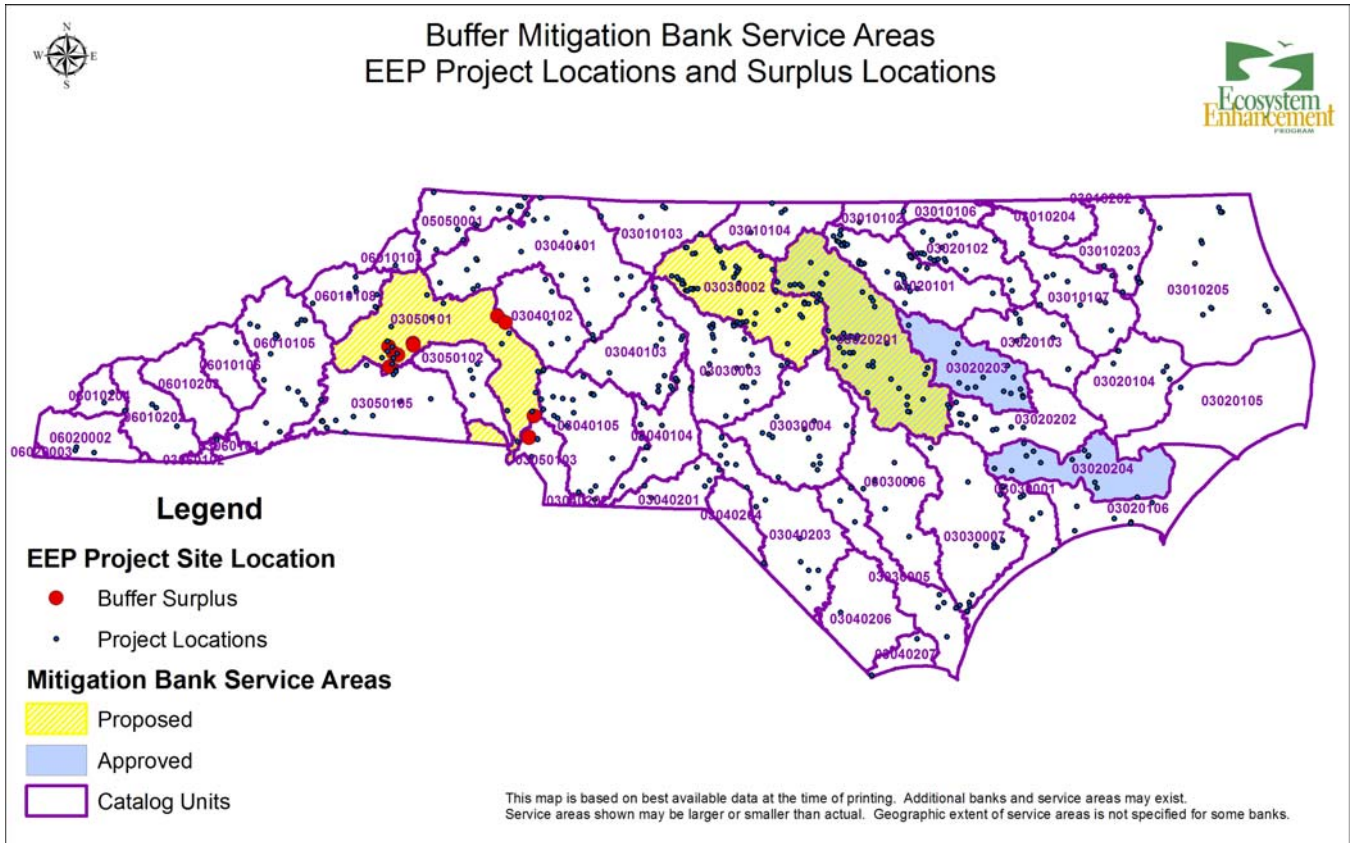 N
W E
S
Buffer Mitigation Bank Service Areas
EEP Project Locations and Surplus Locations
Ecosystem
Enhancement
PROGRAM
05050001
03040101
03010103
03010104
03010102
03010106
03010204
03010202
03020102
03010203
03010205
06010103
06010108
03050101
03040102
03030002
03020101
03010107
06010105
03050102
03040103
03020201
03020203
03020103
06010106
03030003
03020104
03020105
06010203
06010204
06010202
03050105
03040105
03040104
03030004
03020202
06020002
06020003
03060102
03060101
03050103
03040202
03040201
03040204
03030006
03030001
03020204
03020106
03040203
03030007
03030005
03040206
03040207
Legend
EEP Project Site Location
Buffer Surplus
Project Locations
Mitigation Bank Service Areas
Proposed
Approved
Catalog Units
This map is based on best available data at the time of printing. Additional banks and service areas may exist.
Service areas shown may be larger or smaller than actual. Geographic extent of service areas is not specified for some banks.